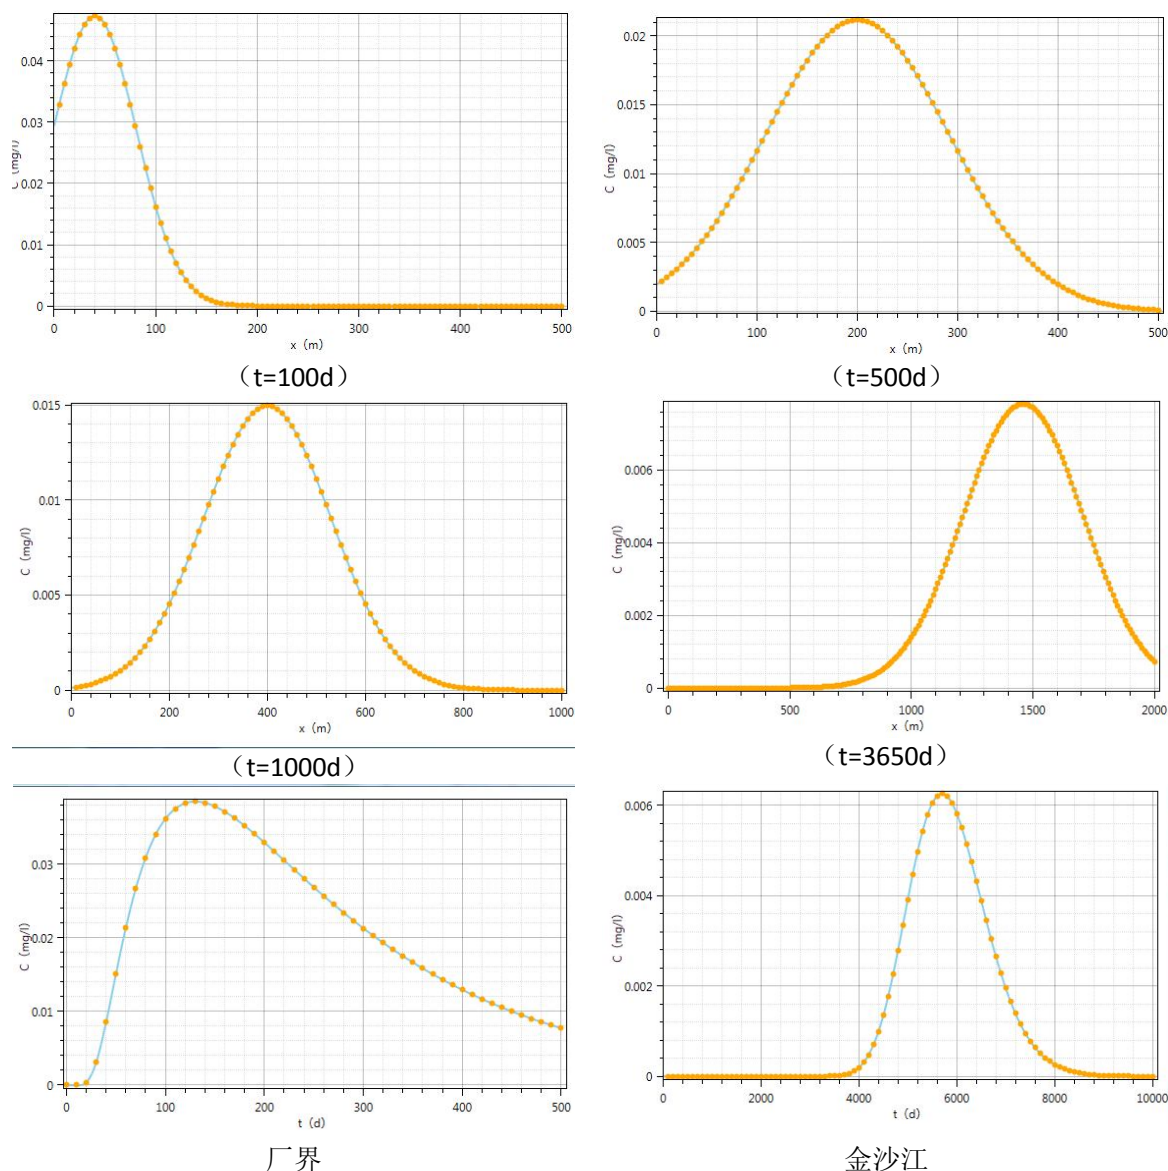 C (mg/l)
0.04
0.03
0.02
0.01
0
0 100 200 300 400 500
x (m)
（t=100d）
C (mg/l)
0.02
0.015
0.01
0.005
0
0 100 200 300 400 500
x (m)
（t=500d）
C (mg/l)
0.015
0.01
0.005
0
0 200 400 600 800 1000
x (m)
（t=1000d）
C (mg/l)
0.006
0.004
0.002
0
0 500 1000 1500 2000
x (m)
（t=3650d）
C (mg/l)
0.03
0.02
0.01
0
0 100 200 300 400 500
t (d)
厂界
C (mg/l)
0.006
0.004
0.002
0
0 2000 4000 6000 8000 10000
t (d)
金沙江